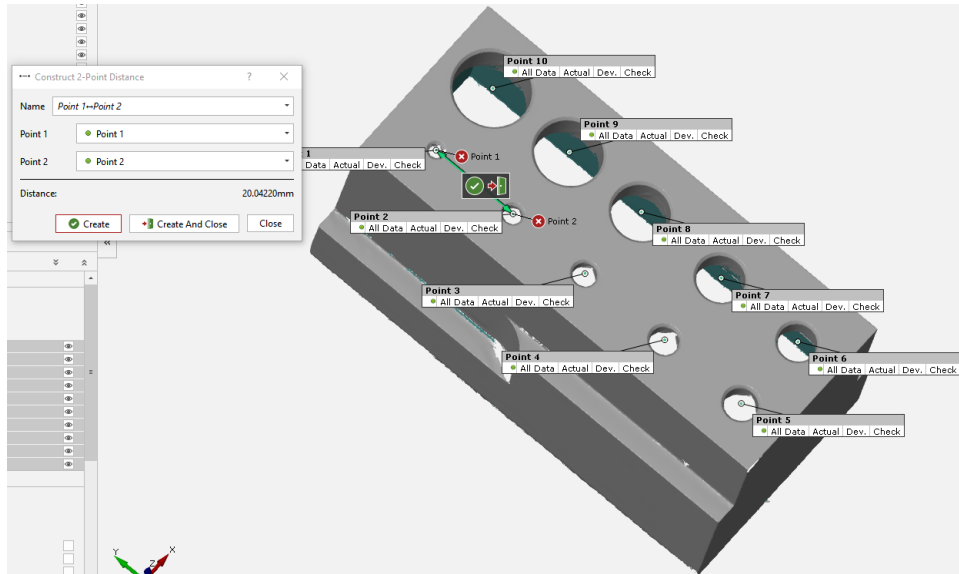 Construct 2-Point Distance
?
Name Point 1↔Point 2
Point 1 Point 1
Point 2 Point 2
Distance: 20.04220mm
Create Create And Close Close
Point 10
All Data Actual Dev. Check
Point 9
All Data Actual Dev. Check
1
Data Actual Dev. Check
Point 1
Point 2
All Data Actual Dev. Check
Point 2
Point 8
All Data Actual Dev. Check
Point 3
All Data Actual Dev. Check
Point 7
All Data Actual Dev. Check
Point 4
All Data Actual Dev. Check
Point 6
All Data Actual Dev. Check
Point 5
All Data Actual Dev. Check
Y Z X